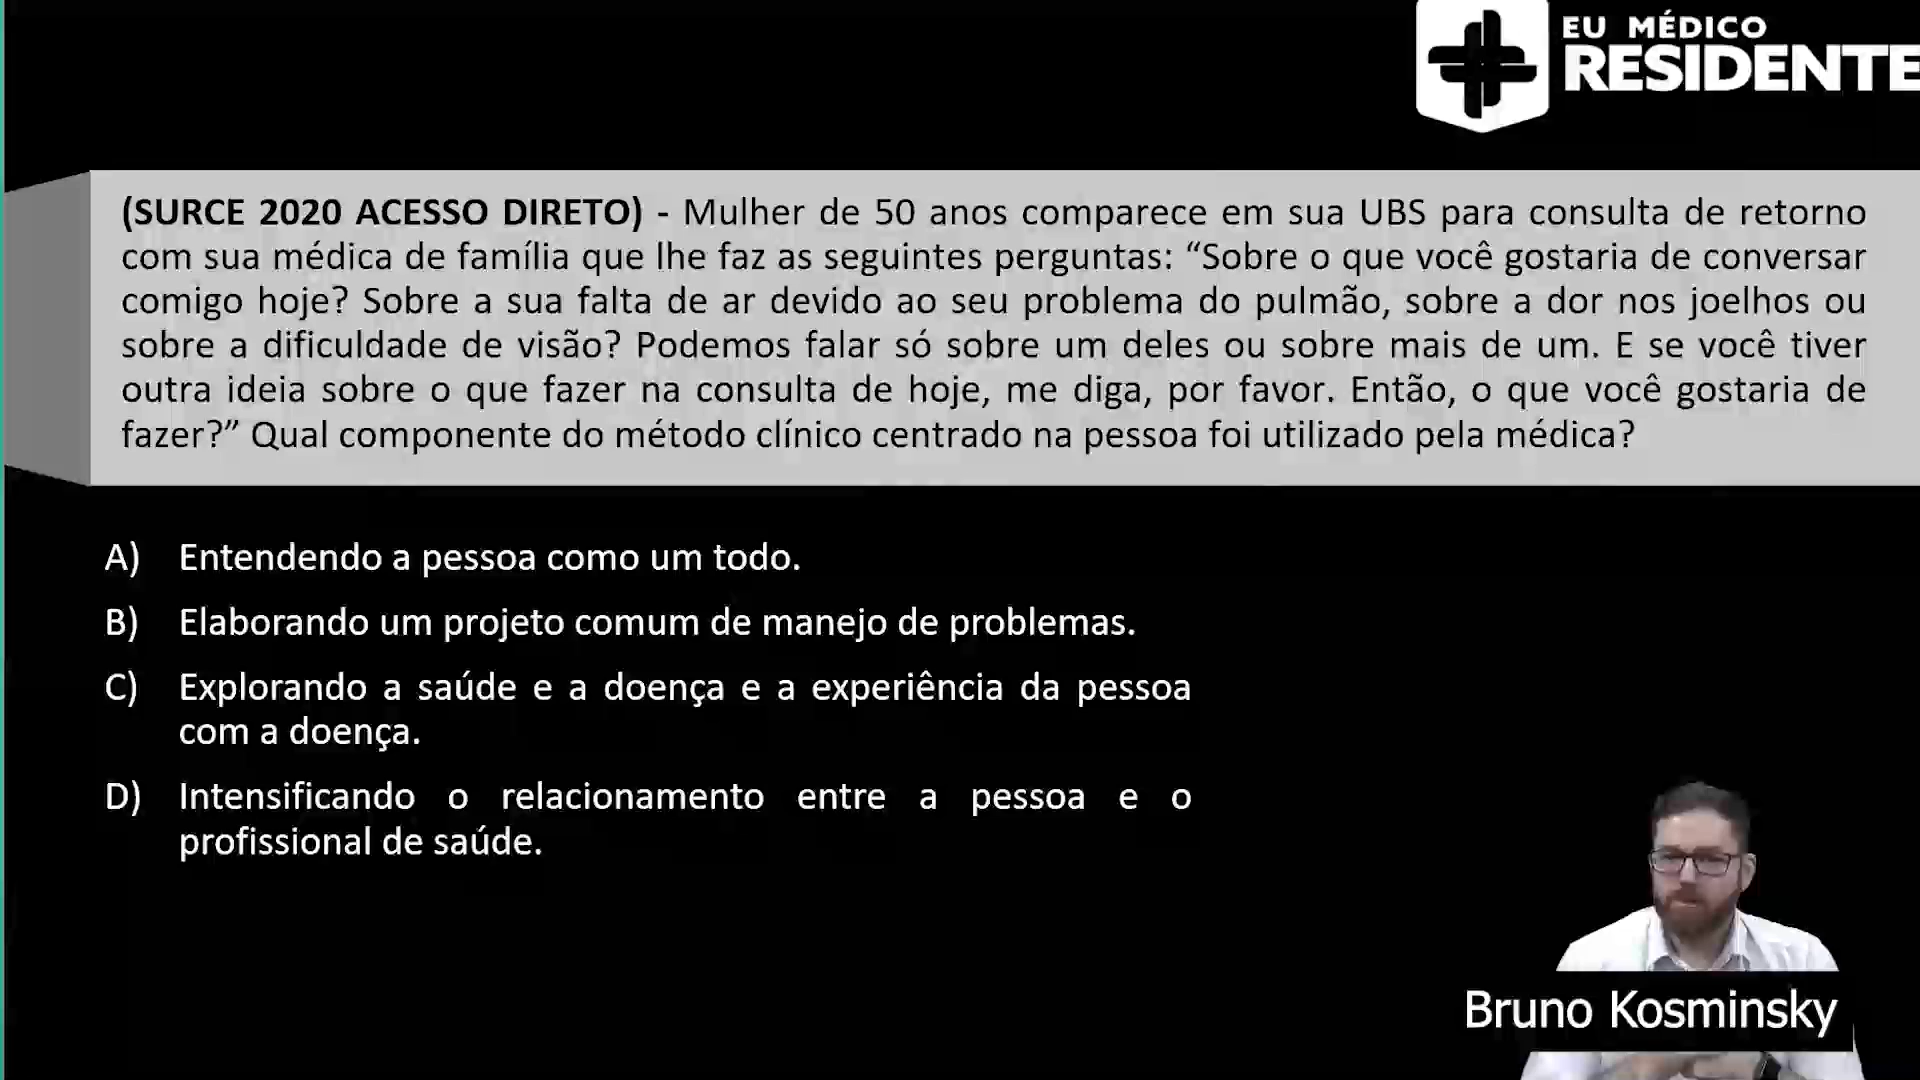 EU MÉDICO
RESIDENTE
(SURCE 2020 ACESSO DIRETO) - Mulher de 50 anos comparece em sua UBS para consulta de retorno
com sua médica de família que lhe faz as seguintes perguntas: “Sobre o que você gostaria de conversar
comigo hoje? Sobre a sua falta de ar devido ao seu problema do pulmão, sobre a dor nos joelhos ou
sobre a dificuldade de visão? Podemos falar só sobre um deles ou sobre mais de um. E se você tiver
outra ideia sobre o que fazer na consulta de hoje, me diga, por favor. Então, o que você gostaria de
fazer?” Qual componente do método clínico centrado na pessoa foi utilizado pela médica?
A) Entendendo a pessoa como um todo.
B) Elaborando um projeto comum de manejo de problemas.
C) Explorando a saúde e a doença e a experiência da pessoa
com a doença.
D) Intensificando o relacionamento entre a pessoa e o
profissional de saúde.
Bruno Kosminsky